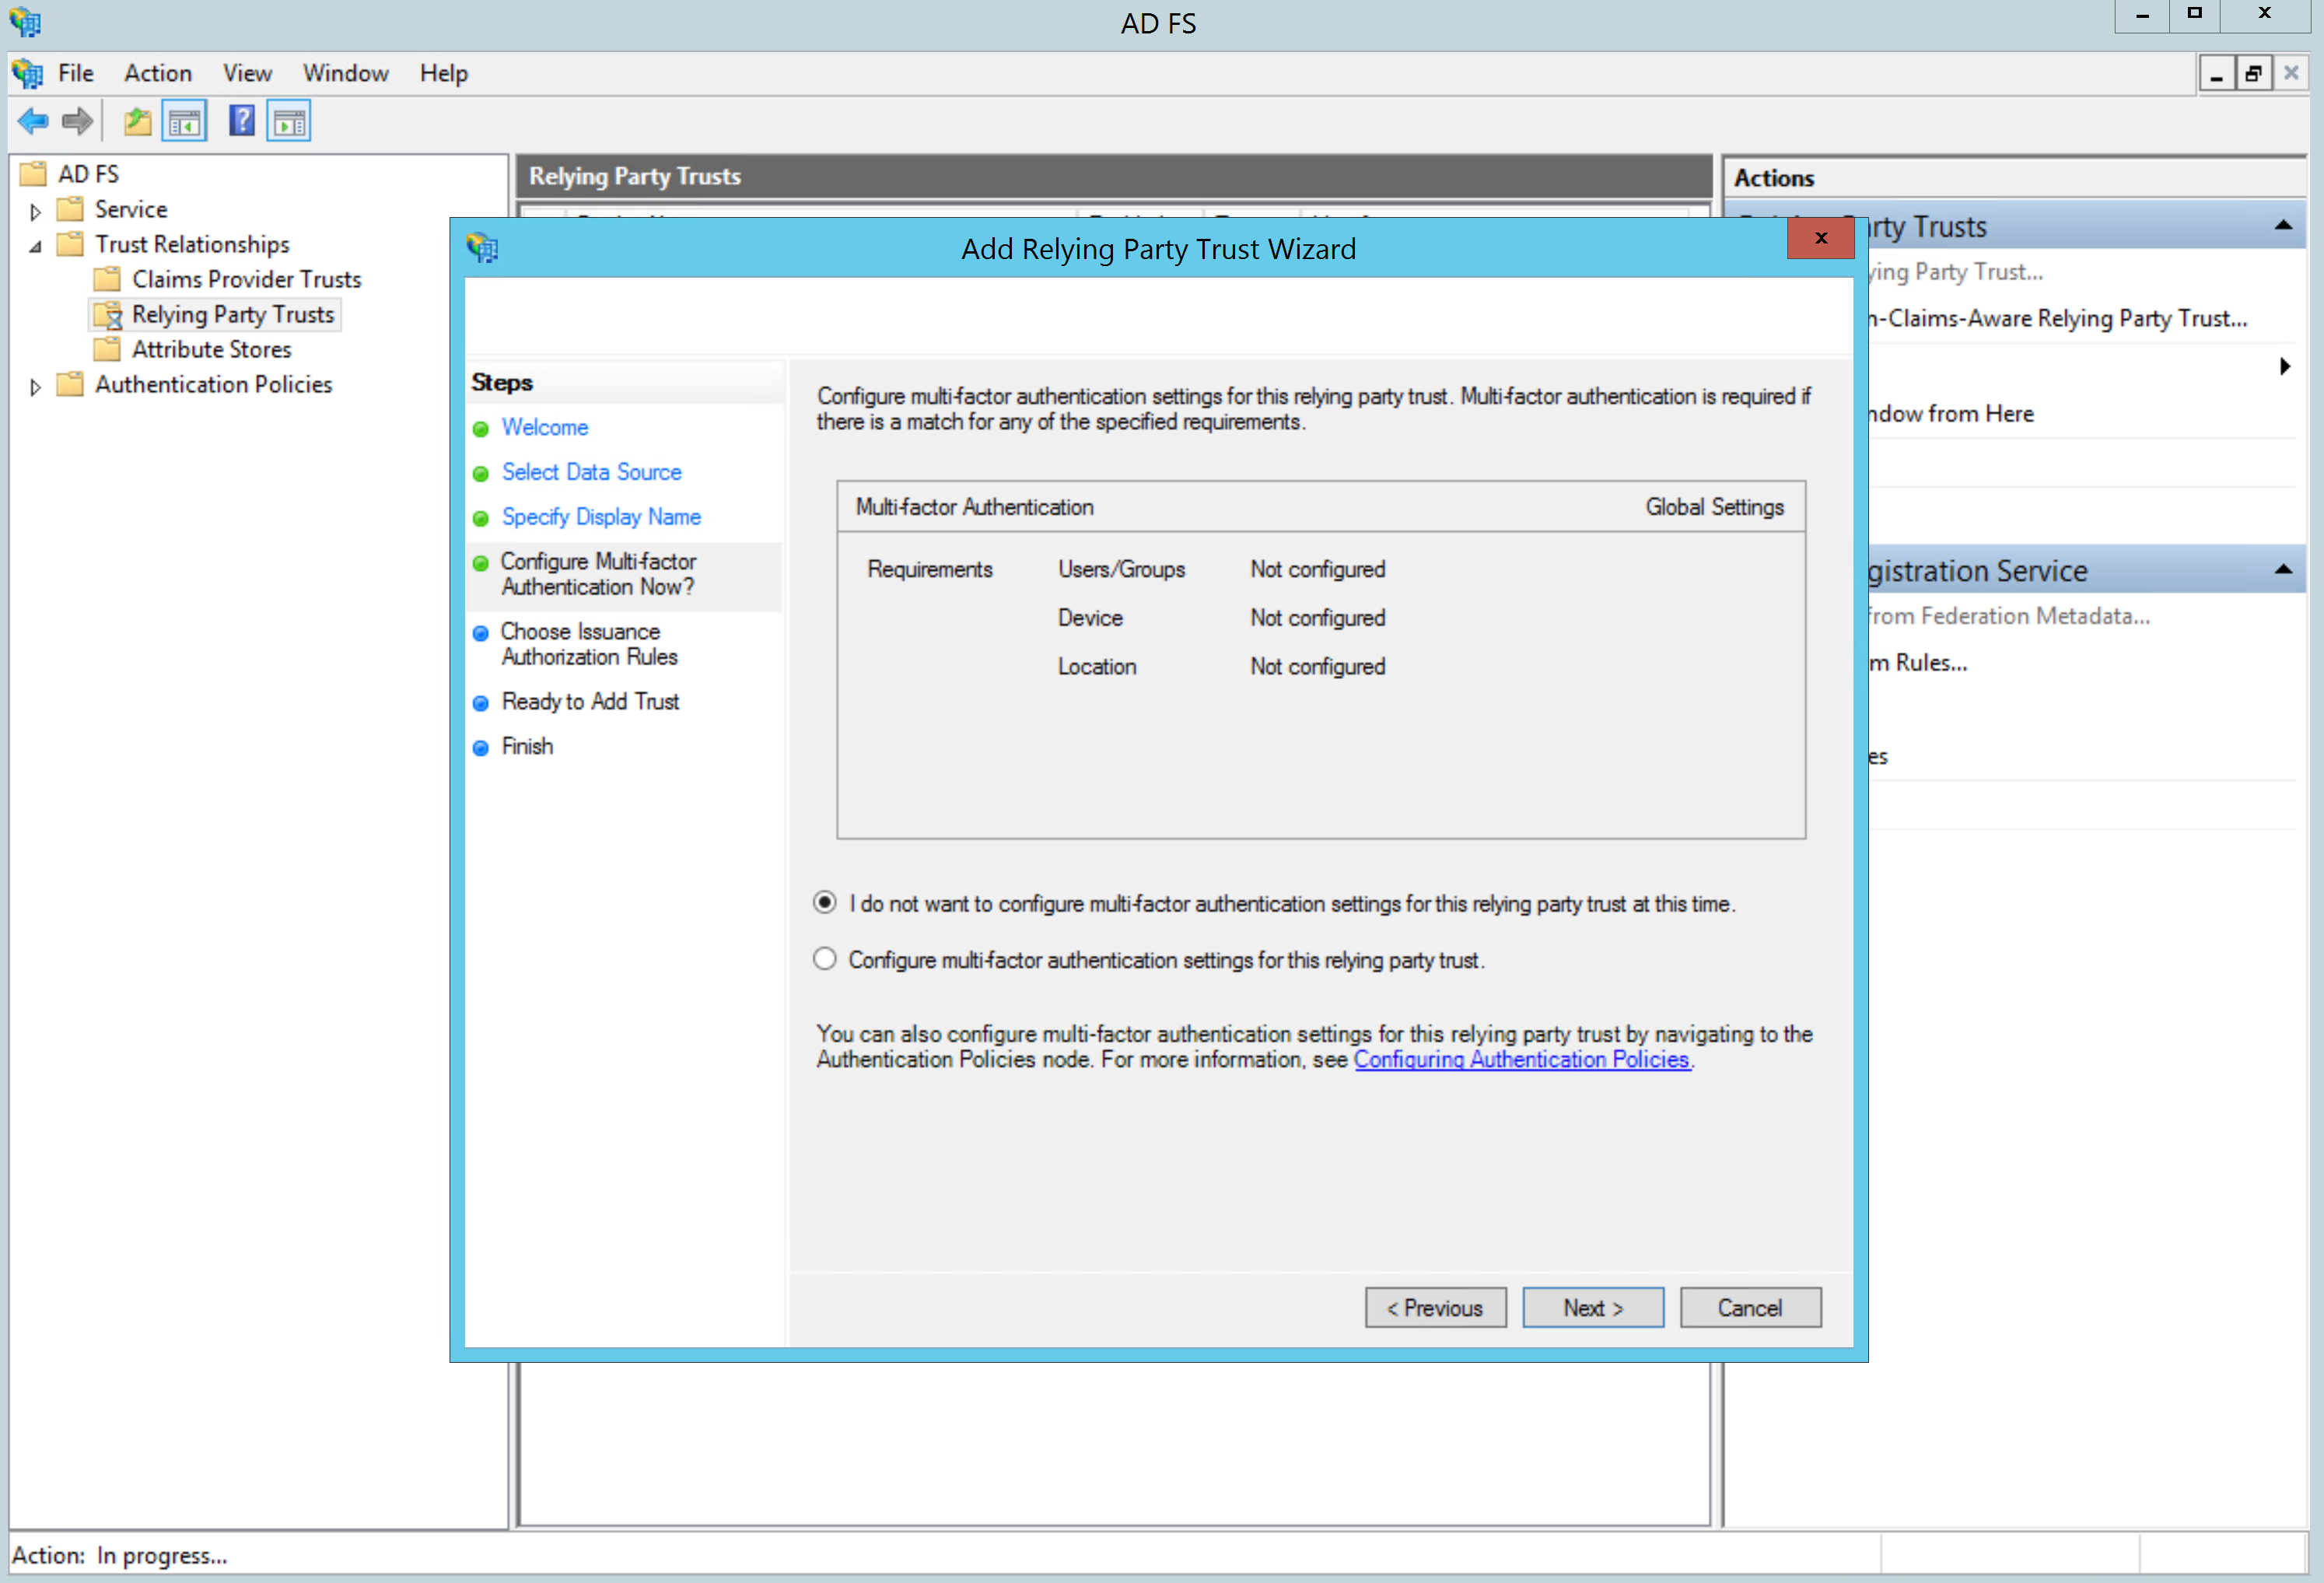 AD FS
File Action View Window Help
AD FS
Service
Trust Relationships
Claims Provider Trusts
Relying Party Trusts
Attribute Stores
Authentication Policies
Relying Party Trusts
Actions
Party Trusts
ying Party Trust...
n-Claims-Aware Relying Party Trust...
ndow from Here
gistration Service
from Federation Metadata...
m Rules...
es
Add Relying Party Trust Wizard
Steps
Welcome
Select Data Source
Specify Display Name
Configure Multi-factor
Authentication Now?
Choose Issuance
Authorization Rules
Ready to Add Trust
Finish
Configure multi-factor authentication settings for this relying party trust. Multi-factor authentication is required if
there is a match for any of the specified requirements.
Multi-factor Authentication Global Settings
Requirements Users/Groups Not configured
Device Not configured
Location Not configured
I do not want to configure multi-factor authentication settings for this relying party trust at this time.
Configure multi-factor authentication settings for this relying party trust.
You can also configure multi-factor authentication settings for this relying party trust by navigating to the
Authentication Policies node. For more information, see Configuring Authentication Policies.
< Previous Next > Cancel
Action: In progress...